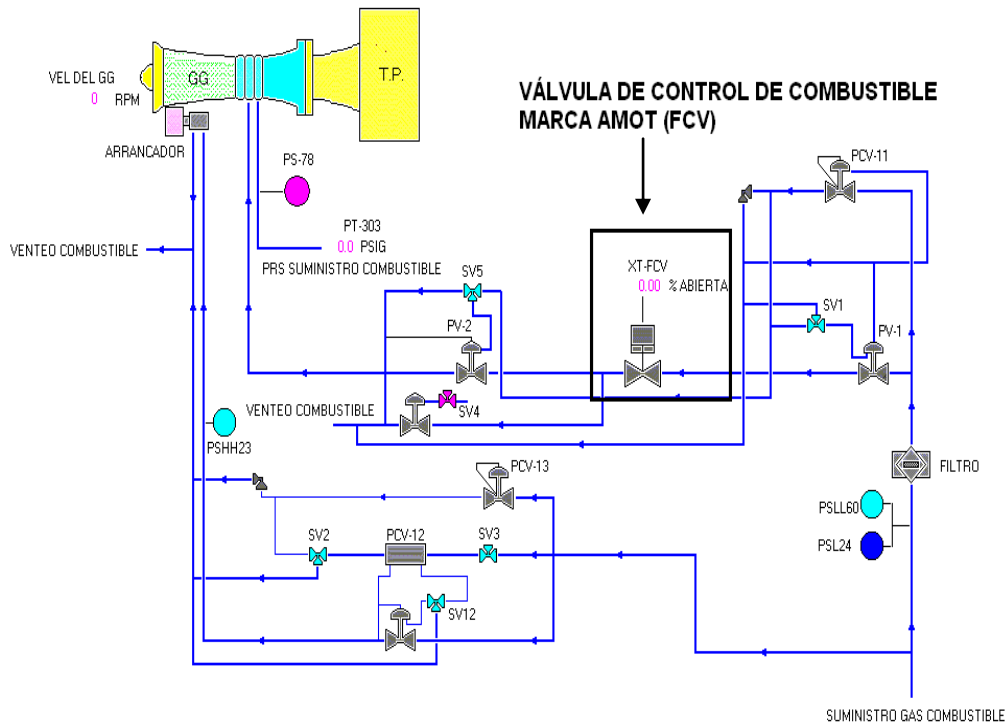 GG
T.P.
VEL DEL GG
0 RPM
ARRANCADOR
VÁLVULA DE CONTROL DE COMBUSTIBLE
MARCA AMOT (FCV)
PS-78
PCV-11
PT-303
0.0 PSIG
VENTEO COMBUSTIBLE
PRS SUMINISTRO COMBUSTIBLE
XT-FCV
0.00 % ABIERTA
SV5
SV1
PV-2
PV-1
VENTEO COMBUSTIBLE
SV4
PSHH23
PCV-13
FILTRO
PSLL60
SV2
PCV-12
SV3
PSL24
SV12
SUMINISTRO GAS COMBUSTIBLE